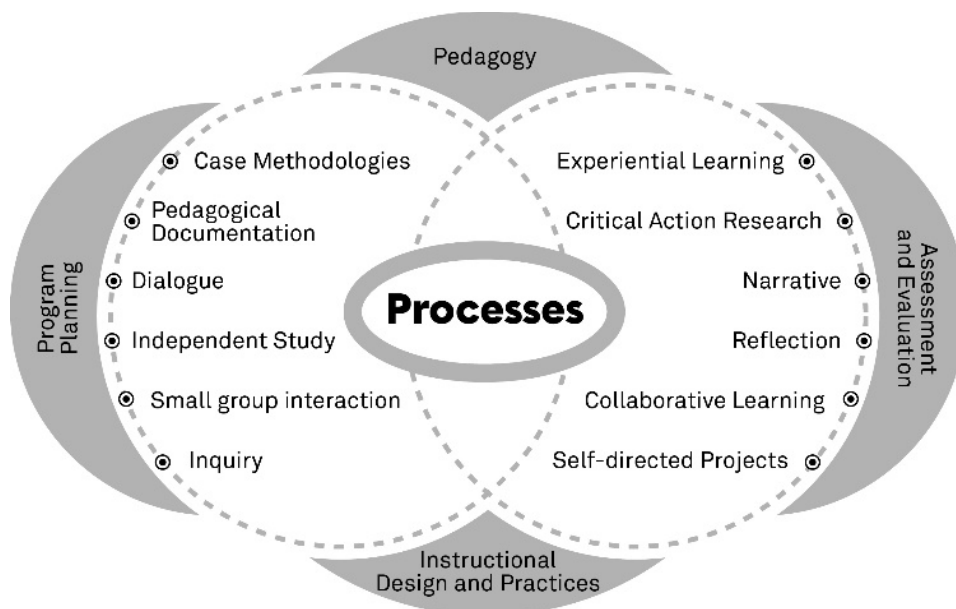 Pedagogy
Program
Planning
Case Methodologies
Pedagogical
Documentation
Dialogue
Independent Study
Small group interaction
Inquiry
Processes
Experiential Learning
Critical Action Research
Narrative
Reflection
Collaborative Learning
Self-directed Projects
Assessment
and Evaluation
Instructional
Design and Practices